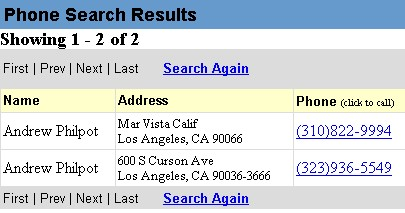 Phone Search Results
Showing 1 - 2 of 2
First | Prev | Next | Last Search Again
Name Address Phone (click to call)
Andrew Philpot Mar Vista Calif
Los Angeles, CA 90066 (310)822-9994
Andrew Philpot 600 S Curson Ave
Los Angeles, CA 90036-3666 (323)936-5549
First | Prev | Next | Last Search Again